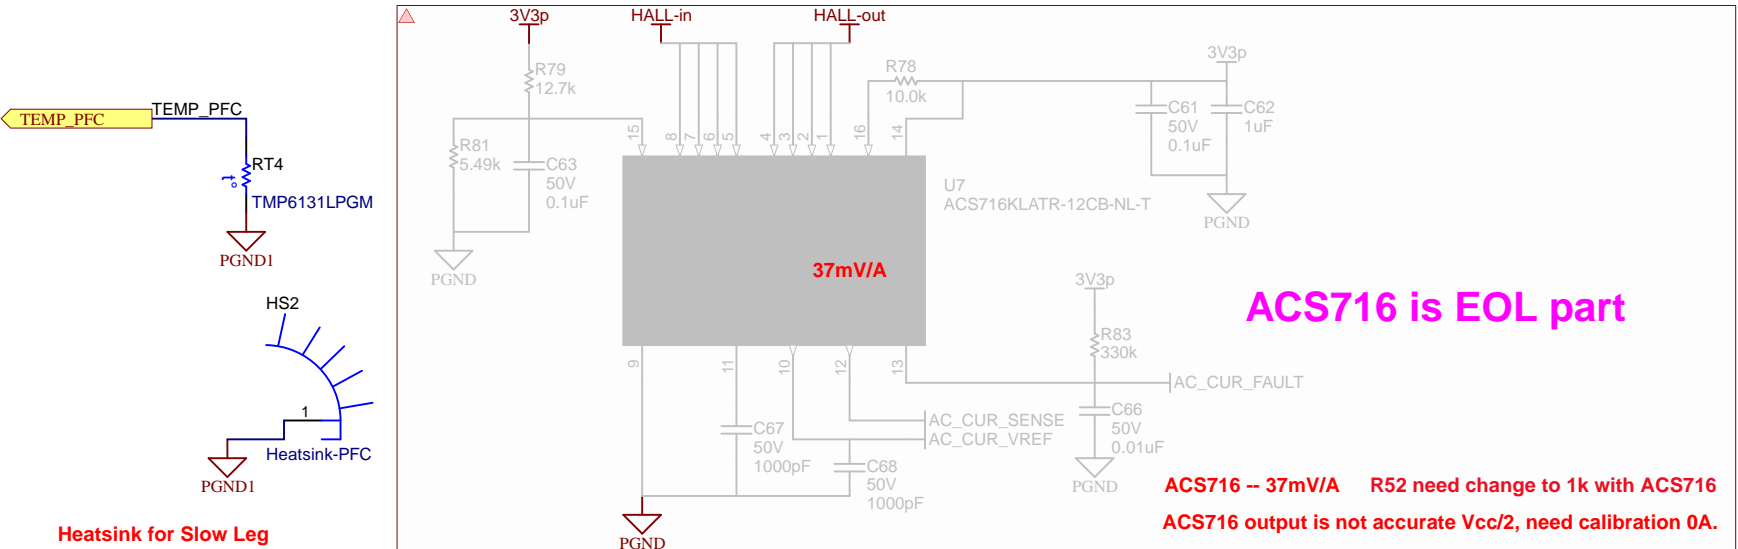 TEMP_PFC
TEMP_PFC
RT4
t°
TMP6131LPGM
PGND1
HS2
1
Heatsink-PFC
PGND1
Heatsink for Slow Leg
3V3p
HALL-in
HALL-out
R79
12.7k
R78
10.0k
3V3p
C61
50V
0.1uF
C62
1uF
PGND
R81
5.49k
C63
50V
0.1uF
PGND
15
8
7
6
5
4
3
2
1
16
14
U7
ACS716KLATR-12CB-NL-T
37mV/A
9
11
10
12
13
3V3p
R83
330k
AC_CUR_FAULT
C66
50V
0.01uF
PGND
AC_CUR_SENSE
AC_CUR_VREF
C67
50V
1000pF
C68
50V
1000pF
PGND
ACS716 is EOL part
ACS716 -- 37mV/A R52 need change to 1k with ACS716
ACS716 output is not accurate Vcc/2, need calibration 0A.